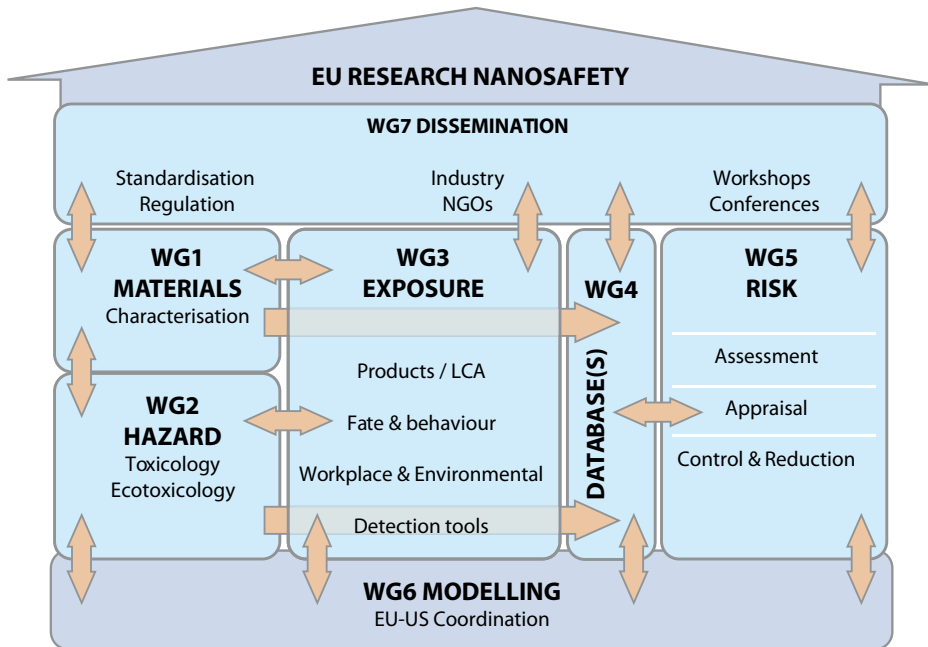 EU RESEARCH NANOSAFETY
WG7 DISSEMINATION
Standardisation
Regulation
Industry
NGOs
Workshops
Conferences
WG1
MATERIALS
Characterisation
WG2
HAZARD
Toxicology
Ecotoxicology
WG3
EXPOSURE
Products / LCA
Fate & behaviour
Workplace & Environmental
Detection tools
WG4
DATABASE(S)
WG5
RISK
Assessment
Appraisal
Control & Reduction
WG6 MODELLING
EU-US Coordination